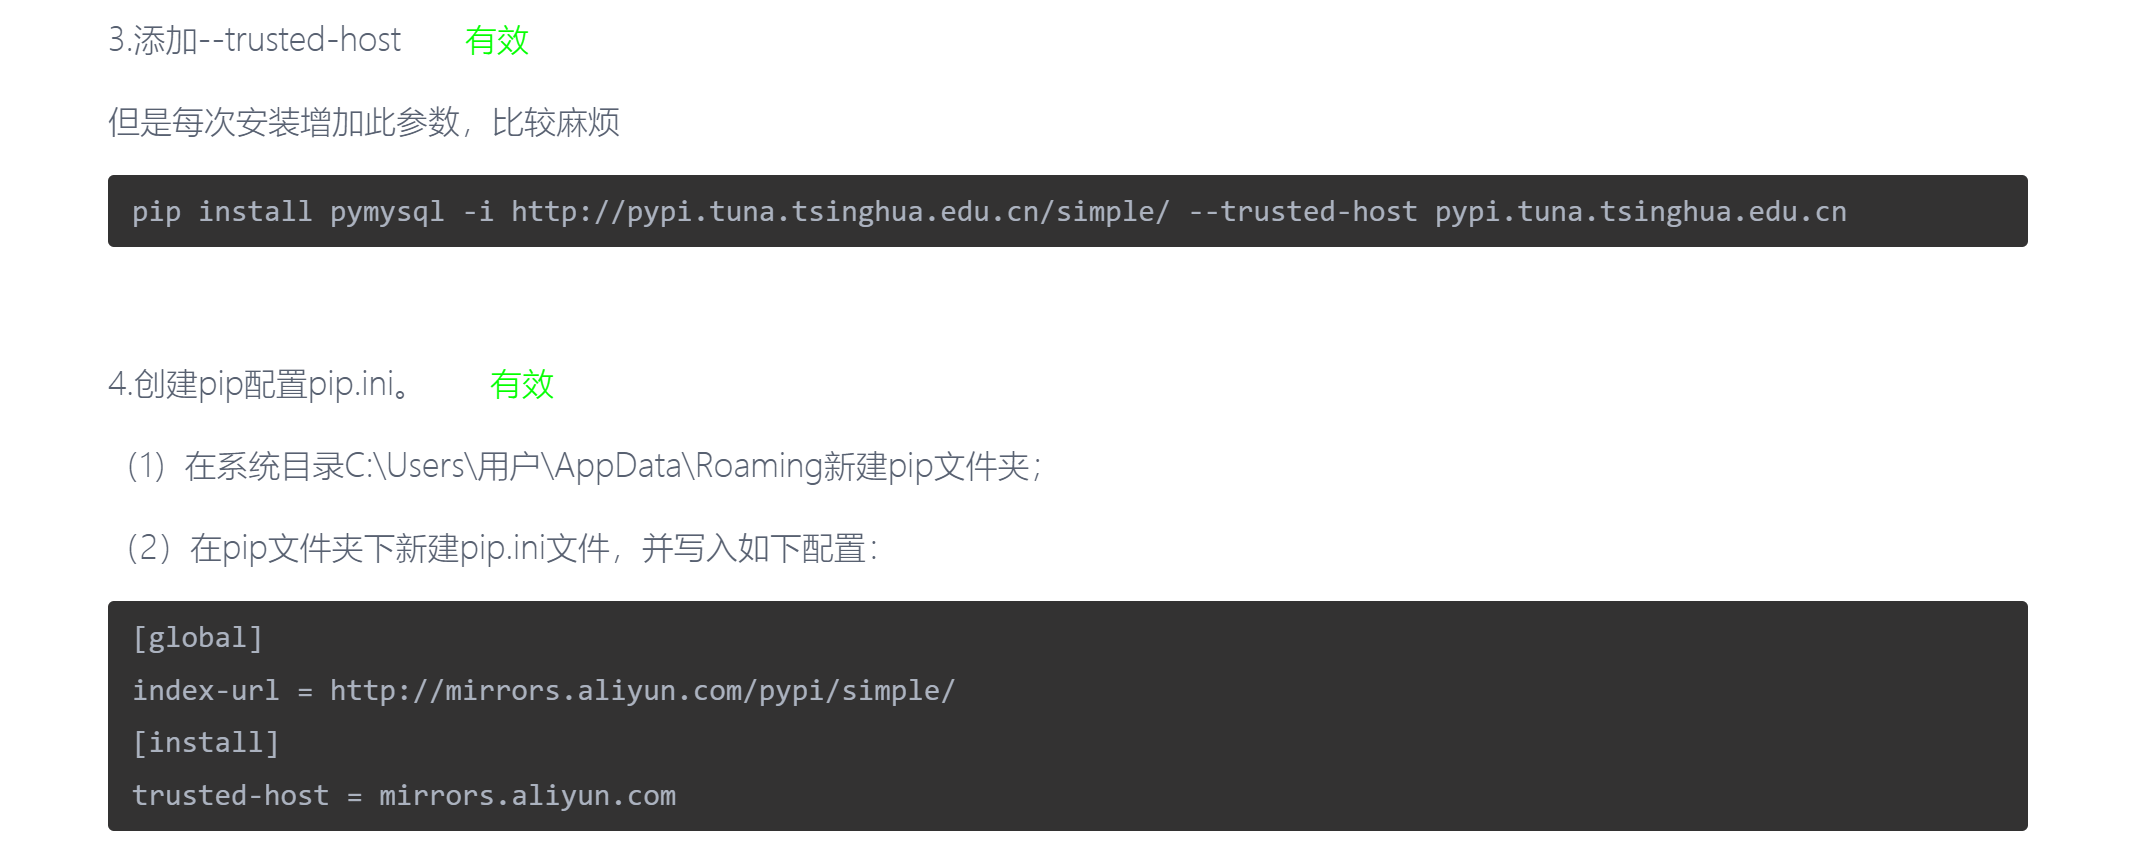 3.添加--trusted-host 有效
但是每次安装增加此参数，比较麻烦
pip install pymysql -i http://pypi.tuna.tsinghua.edu.cn/simple/ --trusted-host pypi.tuna.tsinghua.edu.cn
4.创建pip配置pip.ini。 有效
（1）在系统目录C:\Users\用户\AppData\Roaming新建pip文件夹；
（2）在pip文件夹下新建pip.ini文件，并写入如下配置：
[global]
index-url = http://mirrors.aliyun.com/pypi/simple/
[install]
trusted-host = mirrors.aliyun.com